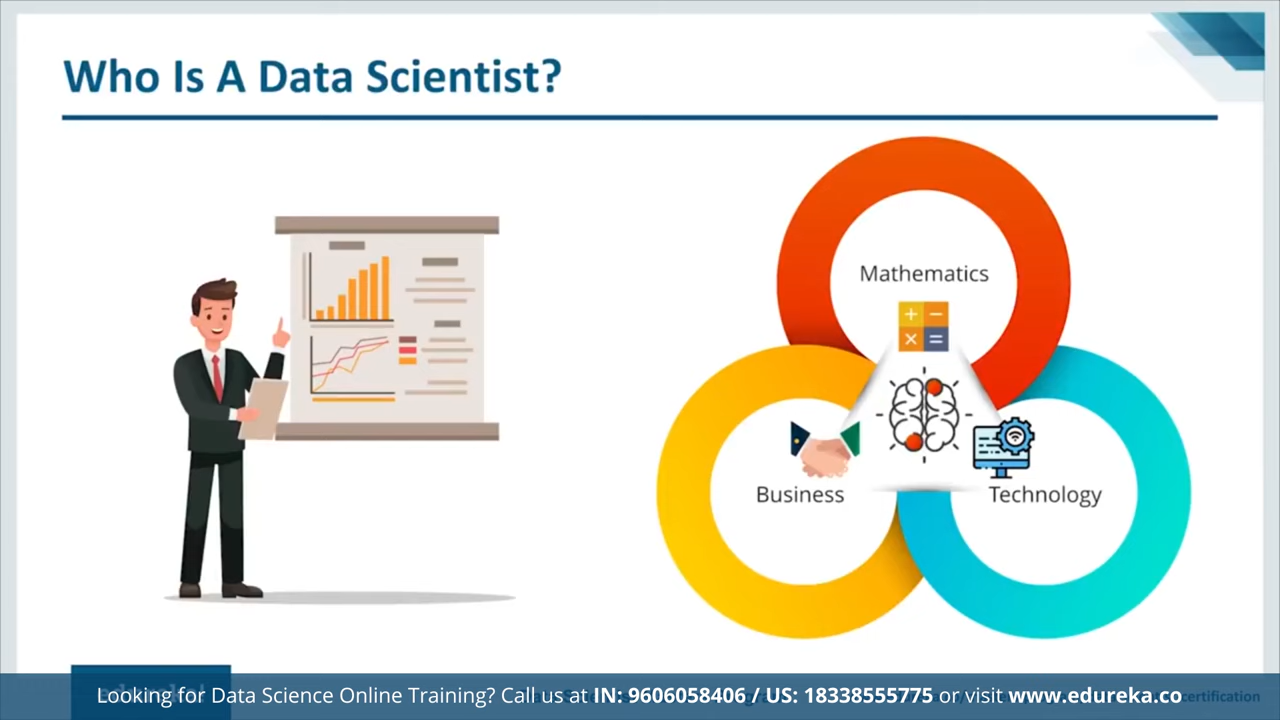 Who Is A Data Scientist?
Mathematics
+ −
× =
Business
Technology
Looking for Data Science Online Training? Call us at IN: 9606058406 / US: 18338555775 or visit www.edureka.co
certification